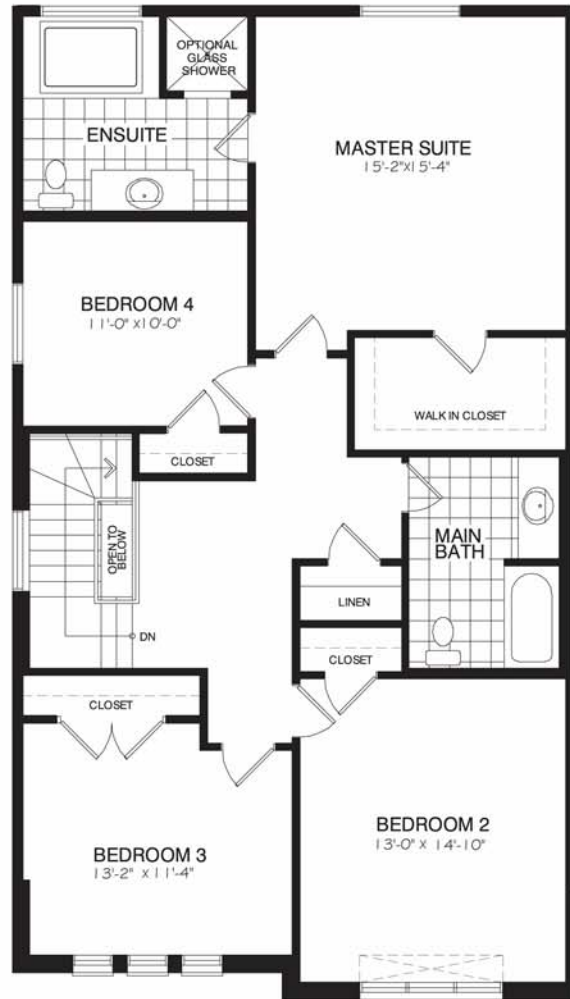 OPTIONAL
GLASS
SHOWER
ENSUITE
MASTER SUITE
15'-2"X15'-4"
BEDROOM 4
11'-0" X10'-0"
WALK IN CLOSET
CLOSET
OPEN TO
BELOW
MAIN
BATH
LINEN
DN
CLOSET
CLOSET
BEDROOM 2
13'-0" X 14'-10"
BEDROOM 3
13'-2" X 11'-4"